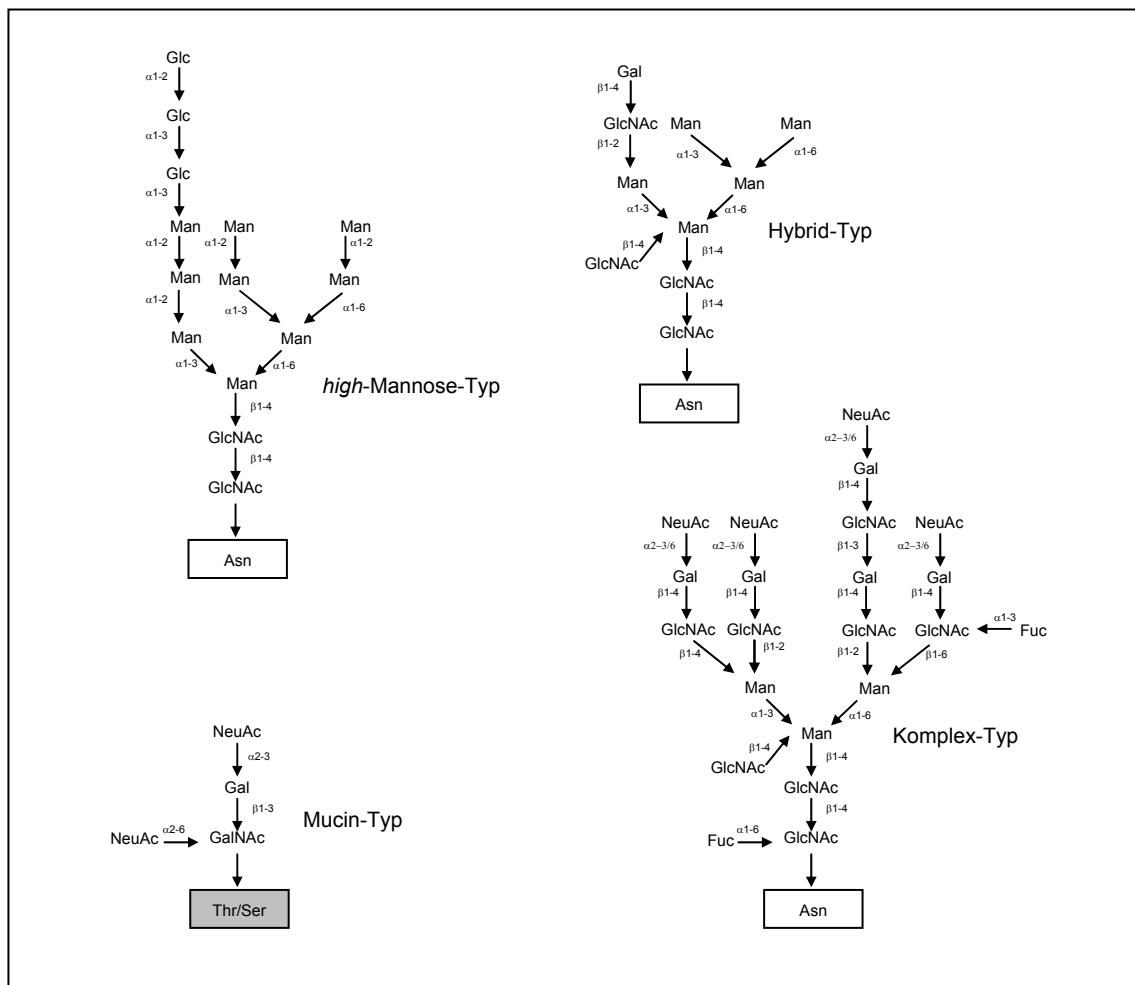 Glc
α1-2
Glc
α1-3
Glc
α1-3
Man Man Man
α1-2 α1-2 α1-2
Man Man Man
α1-2 α1-3 α1-6
Man Man
α1-3 α1-6
Man
high-Mannose-Typ
β1-4
GlcNAc
β1-4
GlcNAc
Asn
Gal
β1-4
GlcNAc Man Man
β1-2 α1-3 α1-6
Man Man
α1-3 α1-6
Man
Hybrid-Typ
β1-4 β1-4
GlcNAc
GlcNAc
β1-4
GlcNAc
Asn
NeuAc
α2-3
Gal
β1-3
Mucin-Typ
NeuAc α2-6 GalNAc
Thr/Ser
NeuAc
α2–3/6
Gal
β1-4
NeuAc NeuAc GlcNAc NeuAc
α2–3/6 α2–3/6 β1-3 α2–3/6
Gal Gal Gal Gal
β1-4 β1-4 β1-4 β1-4
GlcNAc GlcNAc GlcNAc GlcNAc α1-3 Fuc
β1-4 β1-2 β1-2 β1-6
Man Man
α1-3 α1-6
Man
Komplex-Typ
β1-4 β1-4
GlcNAc
GlcNAc
β1-4
Fuc α1-6 GlcNAc
Asn